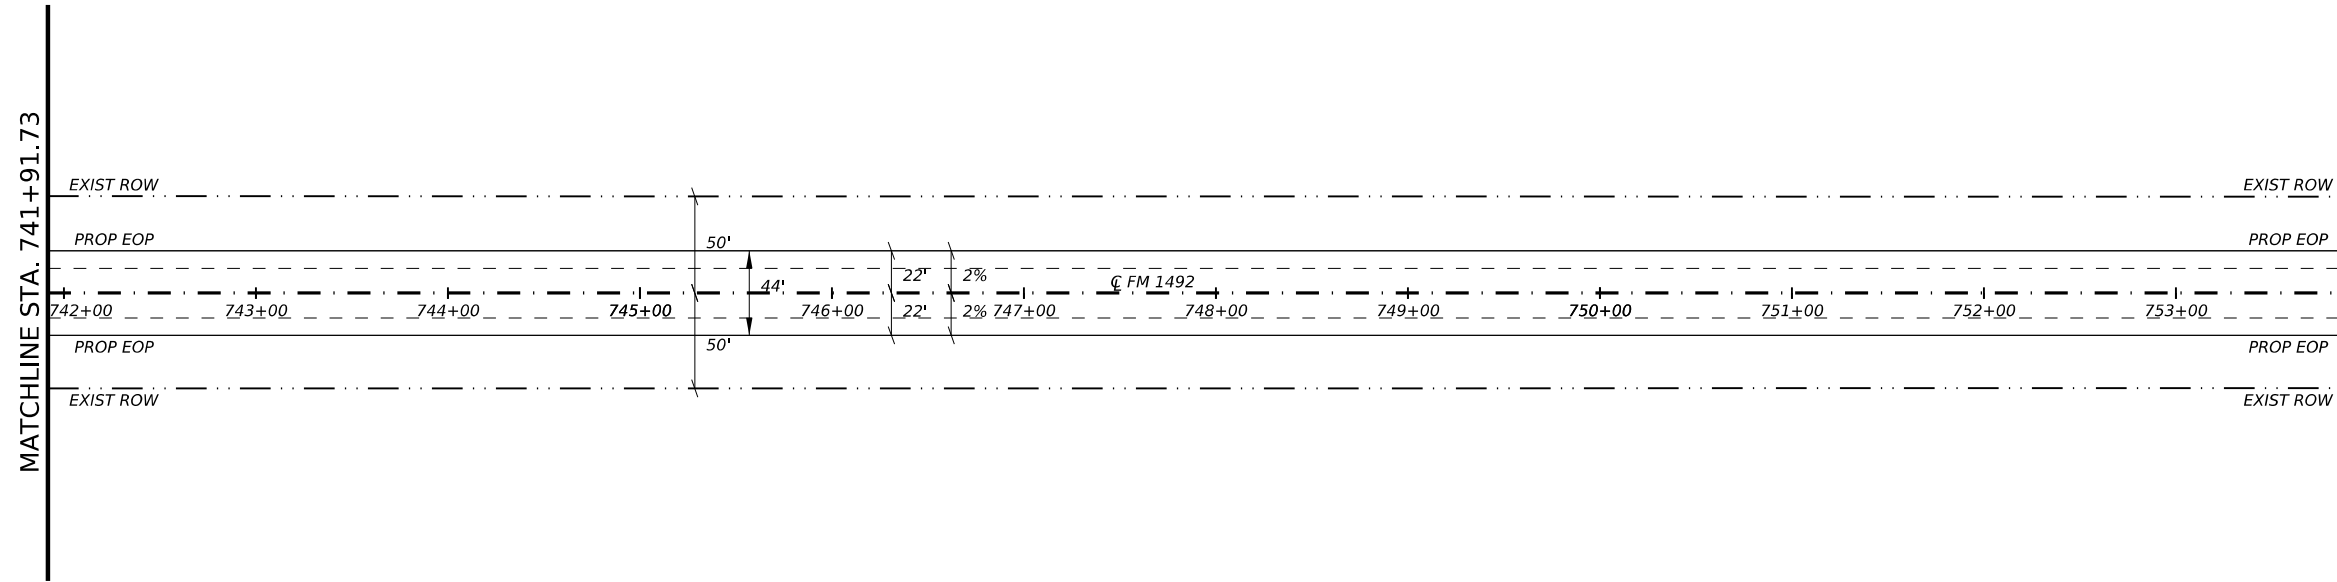 MATCHLINE STA. 741+91.73
EXIST ROW
EXIST ROW
PROP EOP
50'
PROP EOP
44'
22'
2%
℄ FM 1492
742+00
743+00
744+00
745+00
746+00
22'
2%
747+00
748+00
749+00
750+00
751+00
752+00
753+00
PROP EOP
50'
PROP EOP
EXIST ROW
EXIST ROW